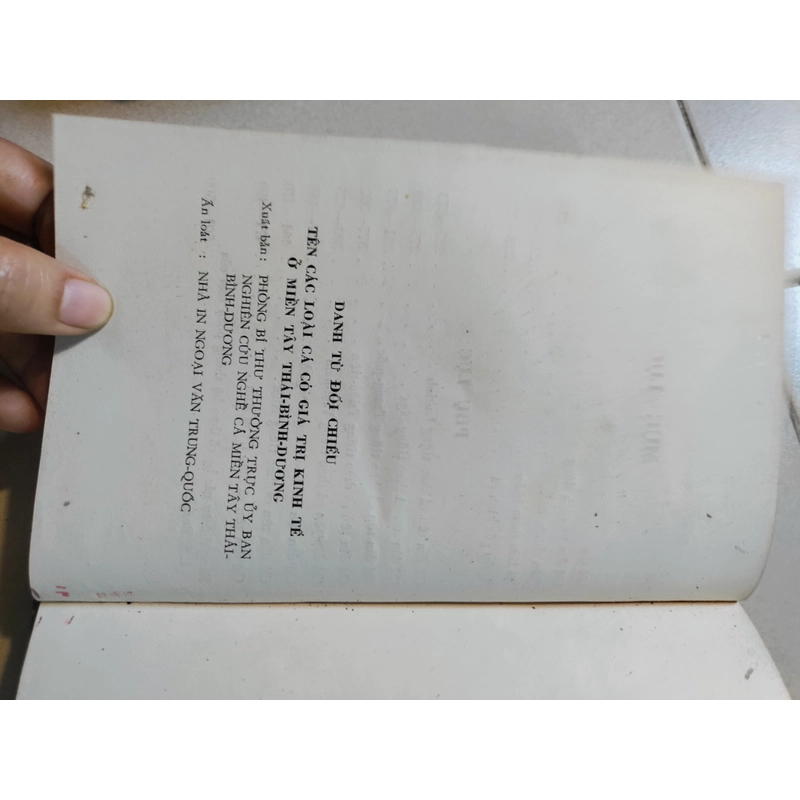 DANH TỪ ĐỐI CHIẾU
TÊN CÁC LOÀI CÁ CÓ GIÁ TRỊ KINH TẾ
Ở MIỀN TÂY THÁI-BÌNH-DƯƠNG
Xuất bản : PHÒNG BÍ THƯ THƯỜNG TRỰC ỦY BAN
NGHIÊN CỨU NGHỀ CÁ MIỀN TÂY THÁI-
BÌNH-DƯƠNG
Ấn loát : NHÀ IN NGOẠI VĂN TRUNG-QUỐC